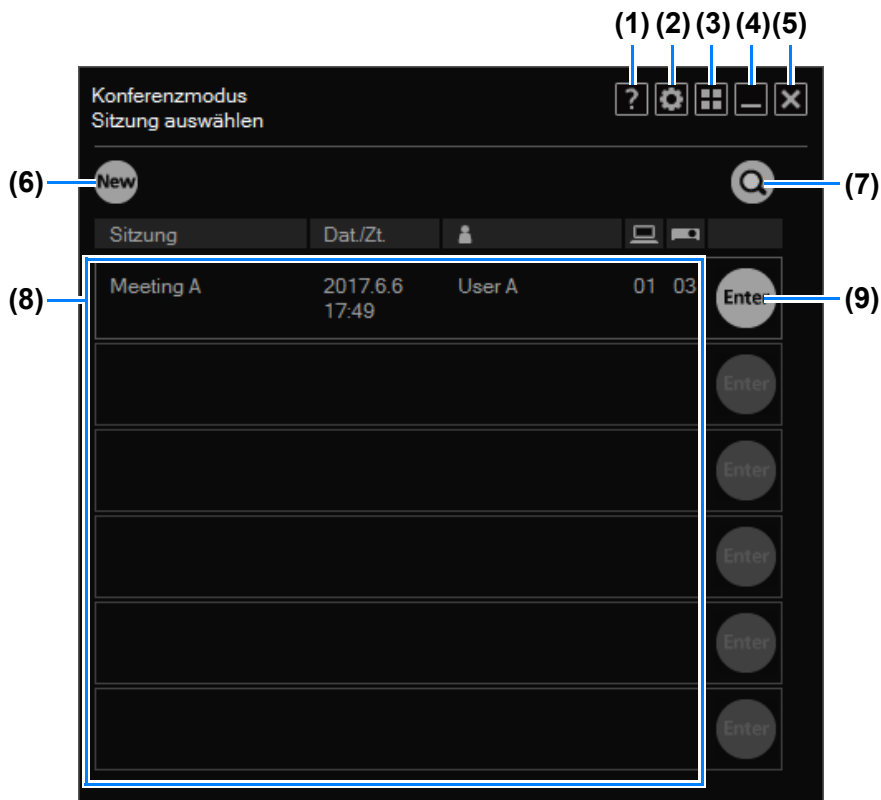 (1) (2) (3) (4) (5)
Konferenzmodus
Sitzung auswählen
?
(6) New (7)
Sitzung Dat./Zt.
(8) Meeting A 2017.6.6 User A 01 03 Enter (9)
17:49
Enter
Enter
Enter
Enter
Enter